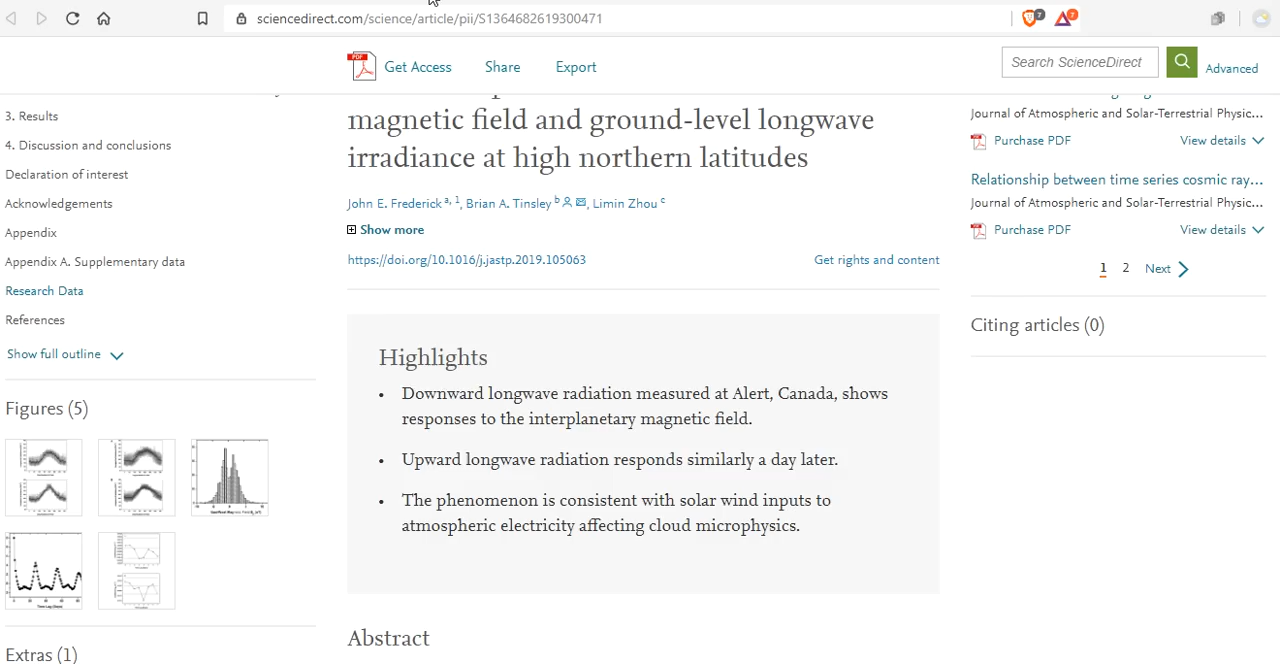 sciencedirect.com/science/article/pii/S1364682619300471
7
7
PDF
Get Access
Share
Export
Search ScienceDirect
Advanced
3. Results
4. Discussion and conclusions
Declaration of interest
Acknowledgements
Appendix
Appendix A. Supplementary data
Research Data
References
Show full outline
Figures (5)
Extras (1)
magnetic field and ground-level longwave
irradiance at high northern latitudes
John E. Frederick a, 1, Brian A. Tinsley b, Limin Zhou c
Show more
https://doi.org/10.1016/j.jastp.2019.105063
Get rights and content
Highlights
• Downward longwave radiation measured at Alert, Canada, shows
responses to the interplanetary magnetic field.
• Upward longwave radiation responds similarly a day later.
• The phenomenon is consistent with solar wind inputs to
atmospheric electricity affecting cloud microphysics.
Abstract
Journal of Atmospheric and Solar-Terrestrial Physic...
Purchase PDF
View details
Relationship between time series cosmic ray...
Journal of Atmospheric and Solar-Terrestrial Physic...
Purchase PDF
View details
1 2 Next
Citing articles (0)